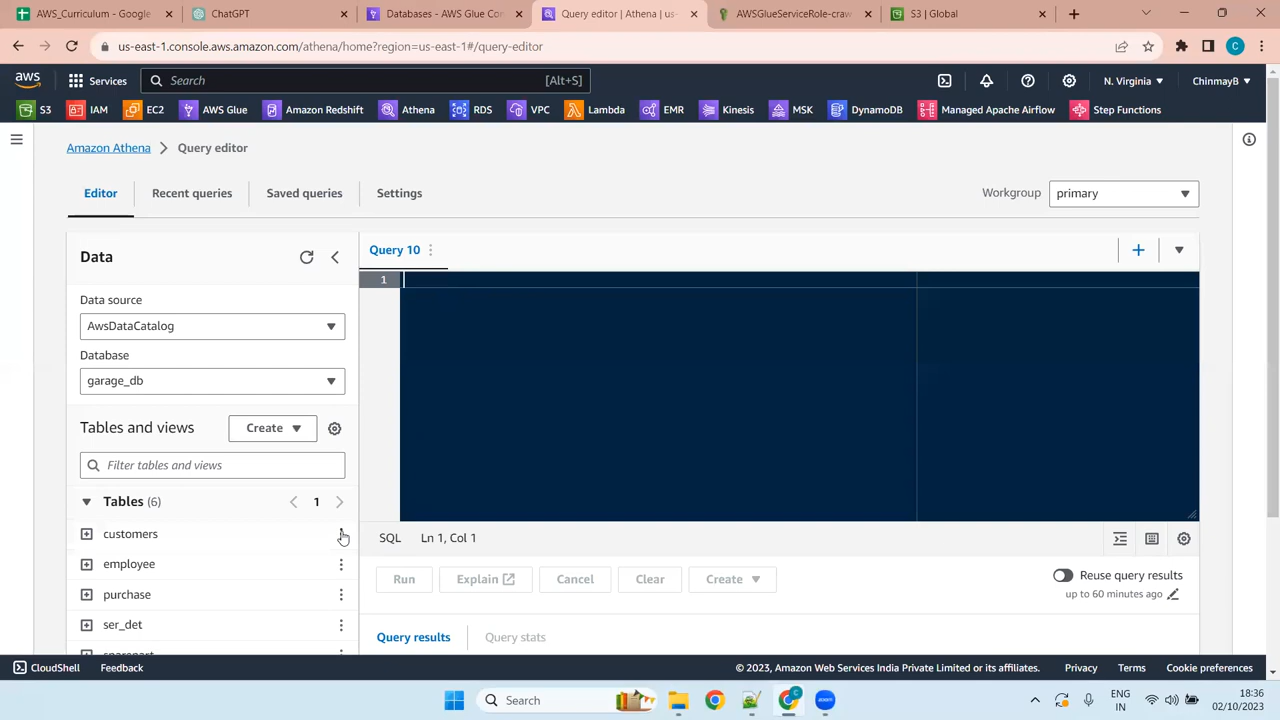 AWS_Curriculum - Google
ChatGPT
Databases - AWS Glue Con
Query editor | Athena | us-
AWSGlueServiceRole-craw
S3 | Global
us-east-1.console.aws.amazon.com/athena/home?region=us-east-1#/query-editor
C
aws
Services
Search
[Alt+S]
N. Virginia
ChinmayB
S3
IAM
EC2
AWS Glue
Amazon Redshift
Athena
RDS
VPC
Lambda
EMR
Kinesis
MSK
DynamoDB
Managed Apache Airflow
Step Functions
Amazon Athena
Query editor
Editor
Recent queries
Saved queries
Settings
Workgroup
primary
Data
Query 10
1
Data source
AwsDataCatalog
Database
garage_db
Tables and views
Create
Filter tables and views
Tables (6)
1
customers
employee
purchase
ser_det
sparepart
SQL
Ln 1, Col 1
Run
Explain
Cancel
Clear
Create
Reuse query results
up to 60 minutes ago
Query results
Query stats
CloudShell
Feedback
© 2023, Amazon Web Services India Private Limited or its affiliates.
Privacy
Terms
Cookie preferences
Search
zoom
ENG
IN
18:36
02/10/2023